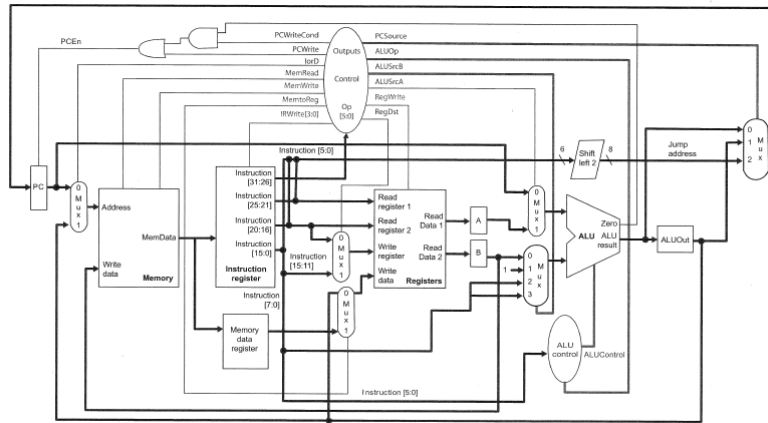 PCEn
PCWriteCond
PCWrite
IorD
MemRead
MemWrite
MemtoReg
IRWrite[3:0]
Outputs
Control
Op
[5:0]
PCSource
ALUOp
ALUSrcB
ALUSrcA
RegWrite
RegDst
Instruction [5:0]
6
Shift
left 2
8
Jump
address
0
1
2
M
u
x
PC
0
M
u
x
1
Address
MemData
Write
data
Memory
Instruction
[31:26]
Instruction
[25:21]
Instruction
[20:16]
Instruction
[15:0]
Instruction
register
Instruction
[15:11]
0
M
u
x
1
Instruction
[7:0]
0
M
u
x
1
Memory
data
register
Read
register 1
Read
register 2
Write
register
Write
data
Read
Data 1
Read
Data 2
Registers
A
B
0
M
u
x
1
1
0
1
2
3
M
u
x
Zero
ALU
ALU
result
ALUOut
ALU
control
ALUControl
Instruction [5:0]